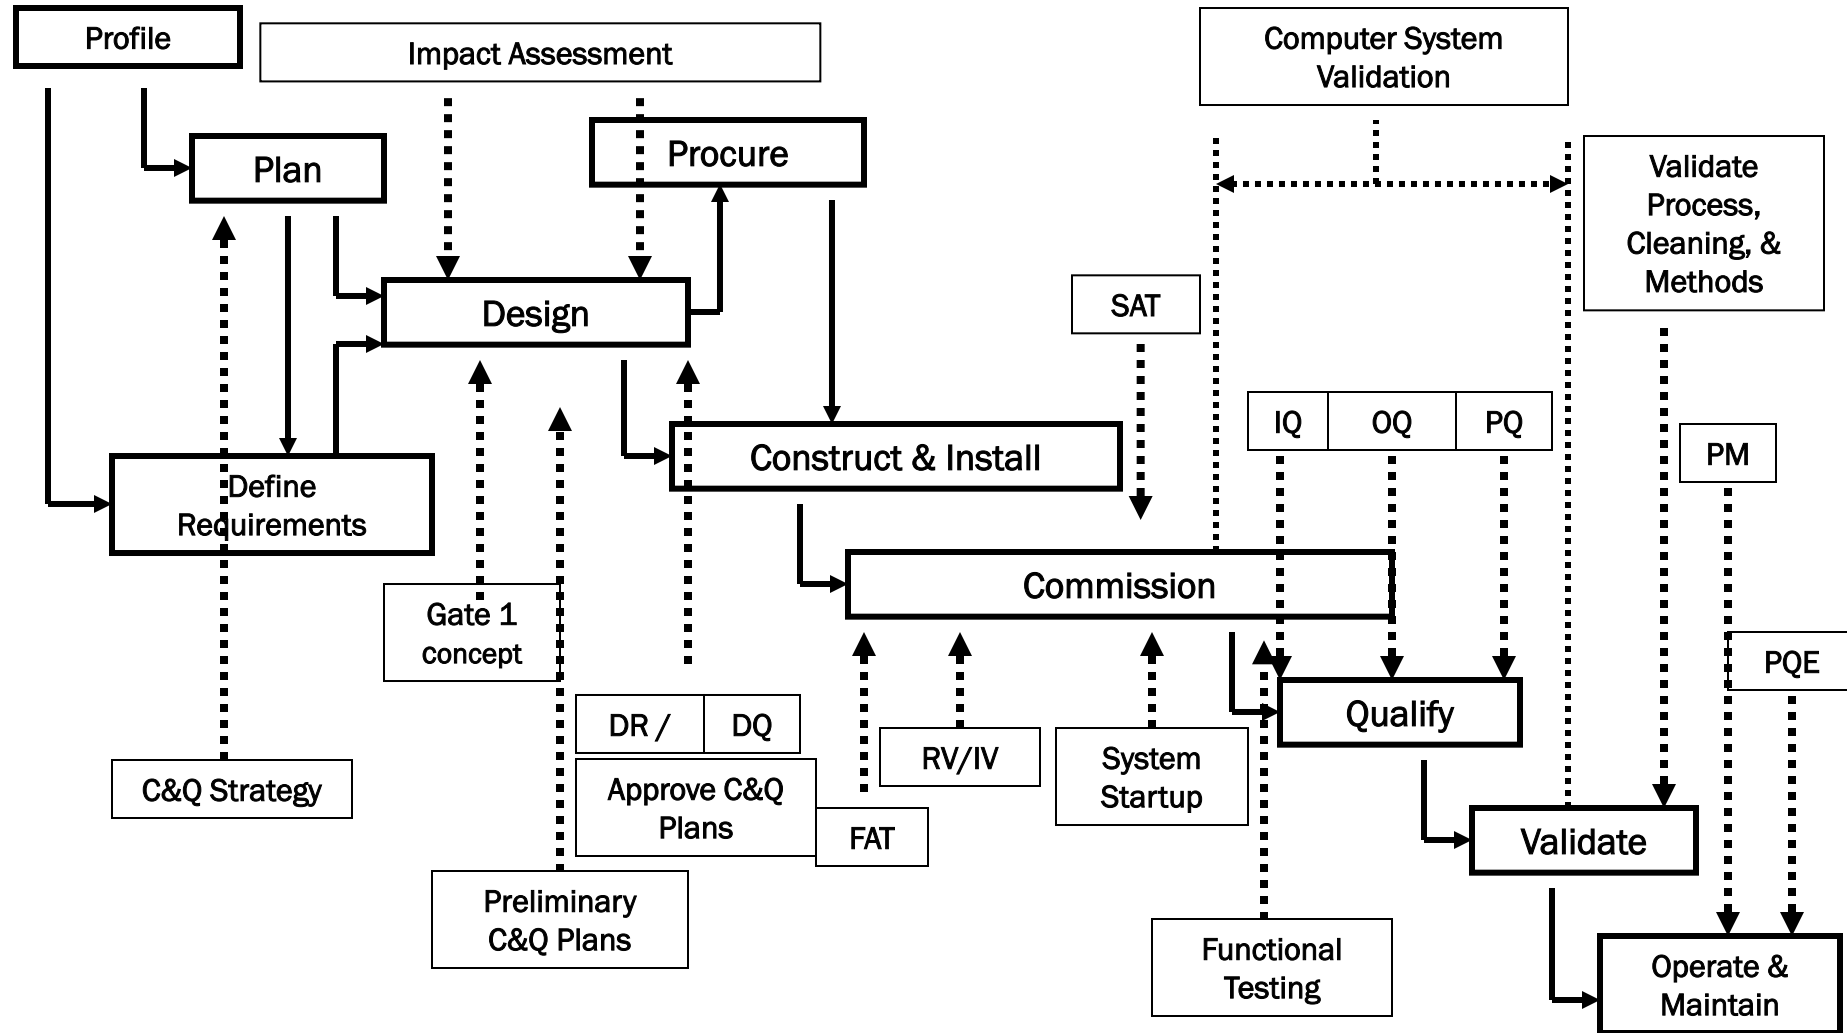 Profile
Impact Assessment
Computer System
Validation
Plan
Procure
Validate
Process,
Cleaning, &
Methods
Design
SAT
IQ
OQ
PQ
PM
Construct & Install
Define
Requirements
Commission
Gate 1
concept
PQE
DR /
DQ
Qualify
RV/IV
System
Startup
C&Q Strategy
Approve C&Q
Plans
FAT
Validate
Preliminary
C&Q Plans
Functional
Testing
Operate &
Maintain